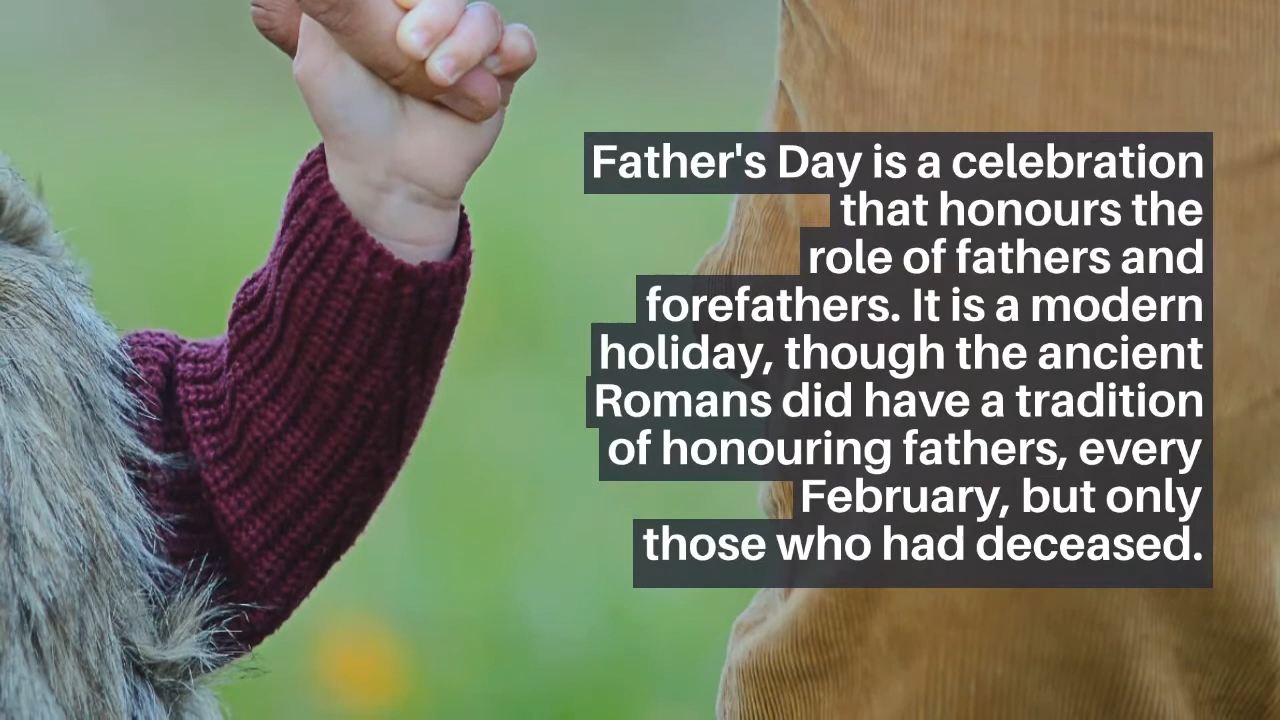 Father's Day is a celebration
that honours the
role of fathers and
forefathers. It is a modern
holiday, though the ancient
Romans did have a tradition
of honouring fathers, every
February, but only
those who had deceased.